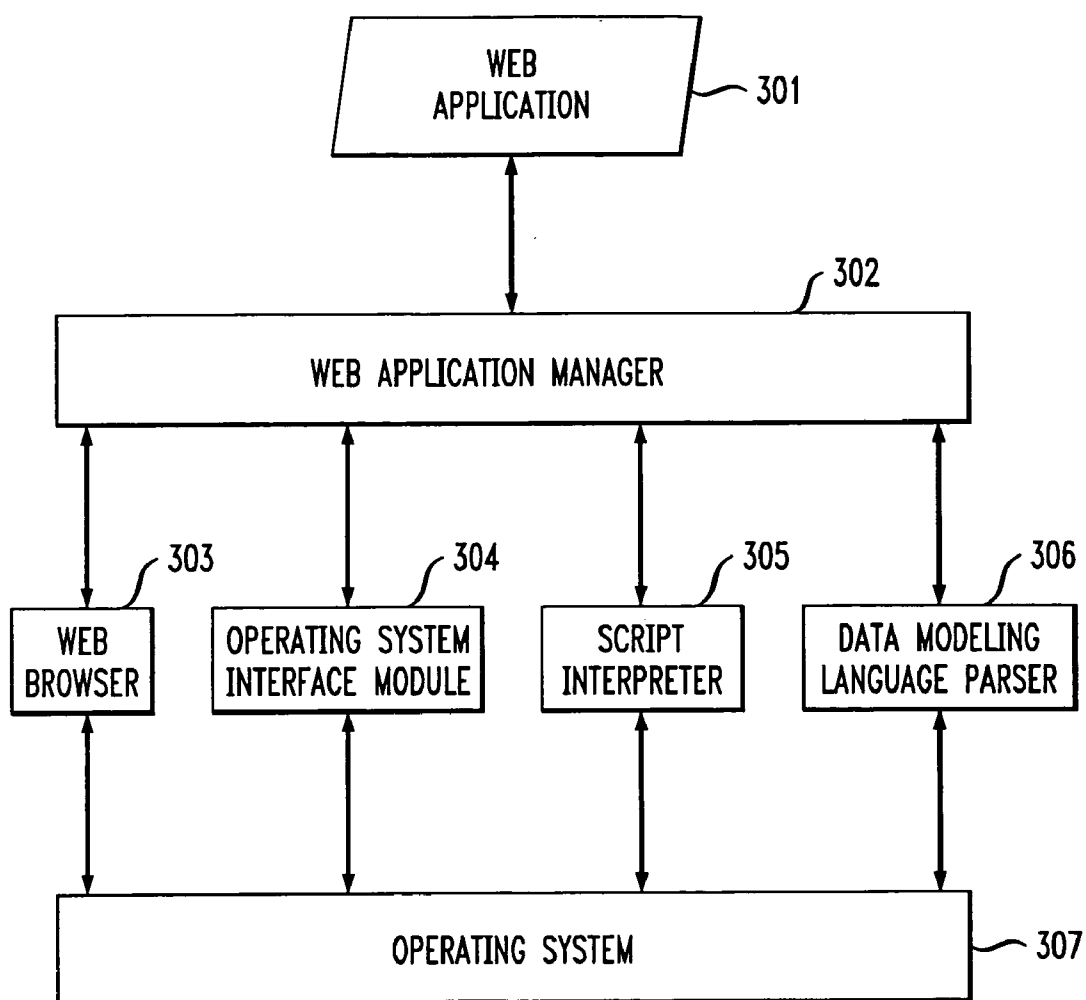 WEB
APPLICATION
301
302
WEB APPLICATION MANAGER
303
304
305
306
WEB
BROWSER
OPERATING SYSTEM
INTERFACE MODULE
SCRIPT
INTERPRETER
DATA MODELING
LANGUAGE PARSER
OPERATING SYSTEM
307